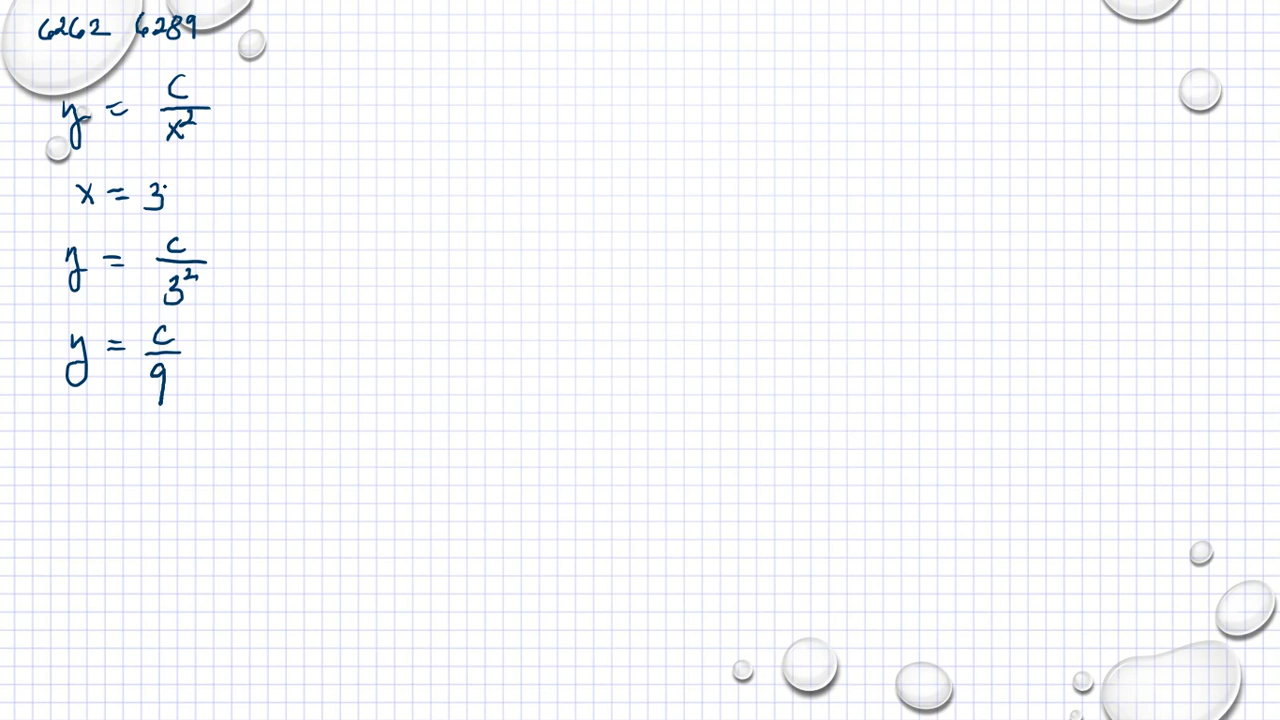 6262 6289
y = c/x²
x = 3
y = c/3²
y = c/9